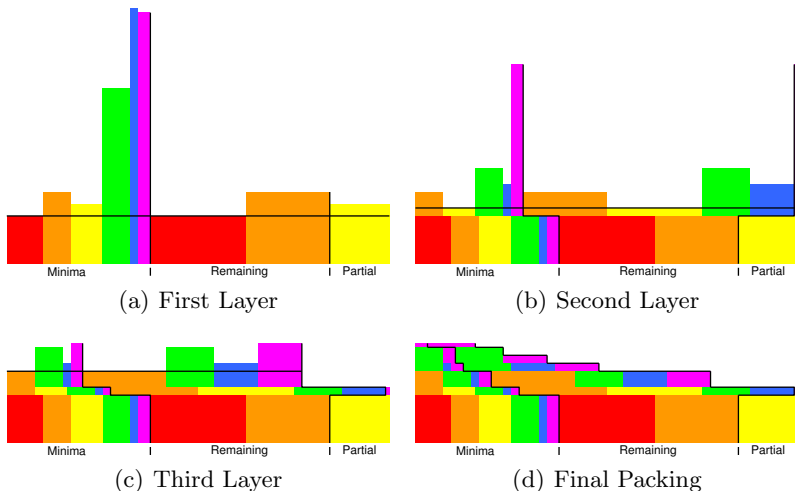 Minima Remaining Partial
(a) First Layer
Minima Remaining Partial
(b) Second Layer
Minima Remaining Partial
(c) Third Layer
Minima Remaining Partial
(d) Final Packing